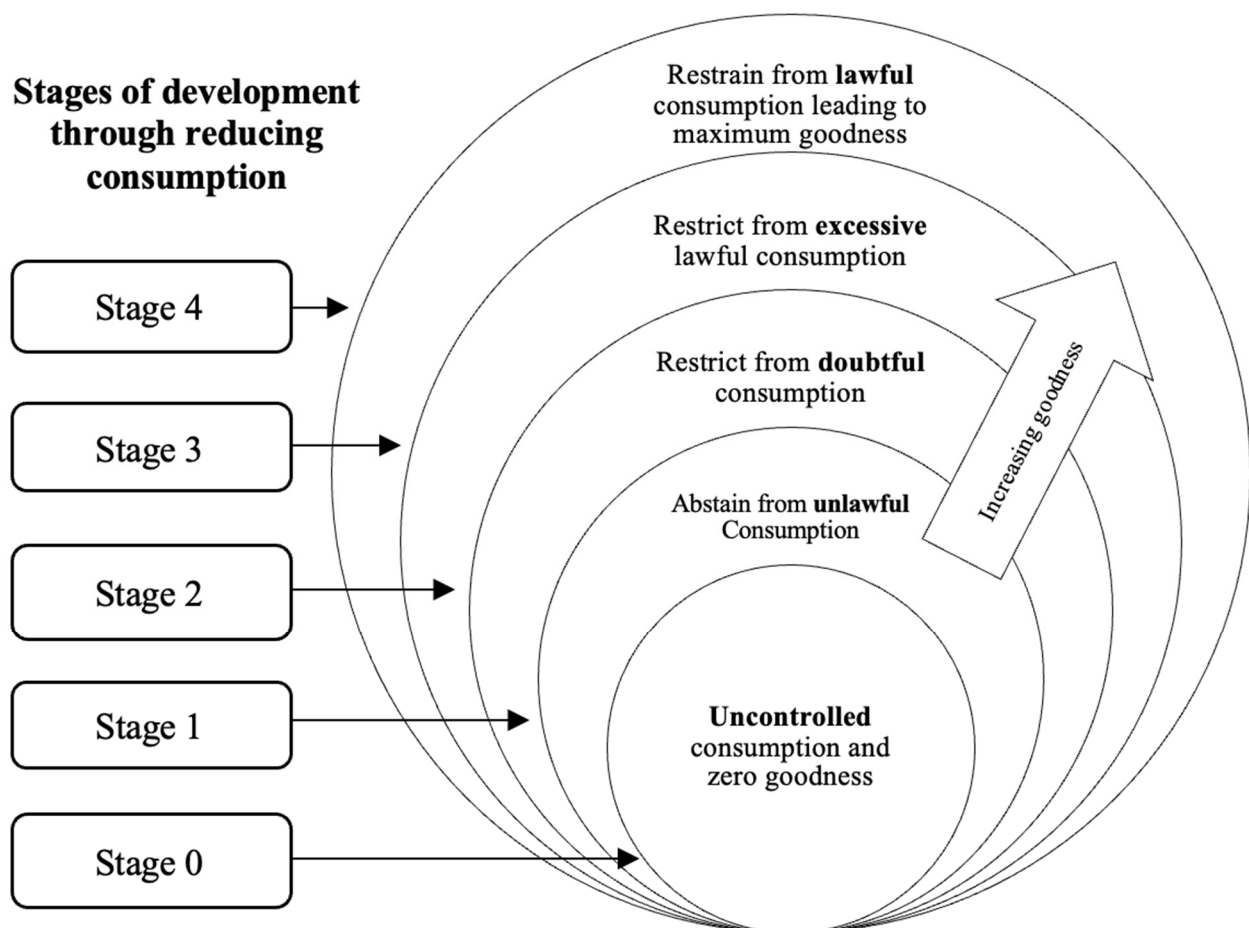 Stages of development
through reducing
consumption
Stage 4
Stage 3
Stage 2
Stage 1
Stage 0
Restrain from lawful
consumption leading to
maximum goodness
Restrict from excessive
lawful consumption
Restrict from doubtful
consumption
Abstain from unlawful
Consumption
Uncontrolled
consumption and
zero goodness
Increasing goodness